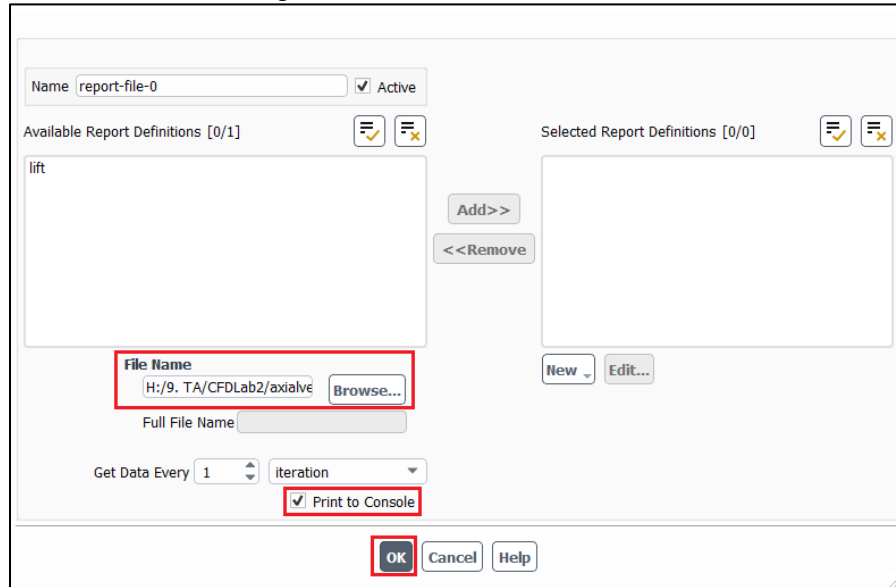 Name report-file-0 Active
Available Report Definitions [0/1]
Selected Report Definitions [0/0]
lift
Add>>
<<Remove
File Name
H:/9. TA/CFDLab2/axialve Browse...
New Edit...
Full File Name
Get Data Every 1 iteration
Print to Console
OK Cancel Help